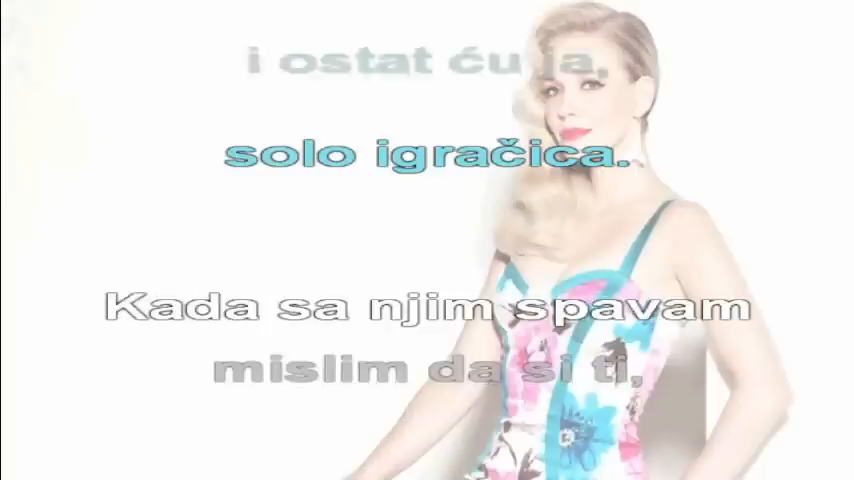 i ostat ću ja,
solo igračica.
Kada sa njim spavam
mislim da si ti,